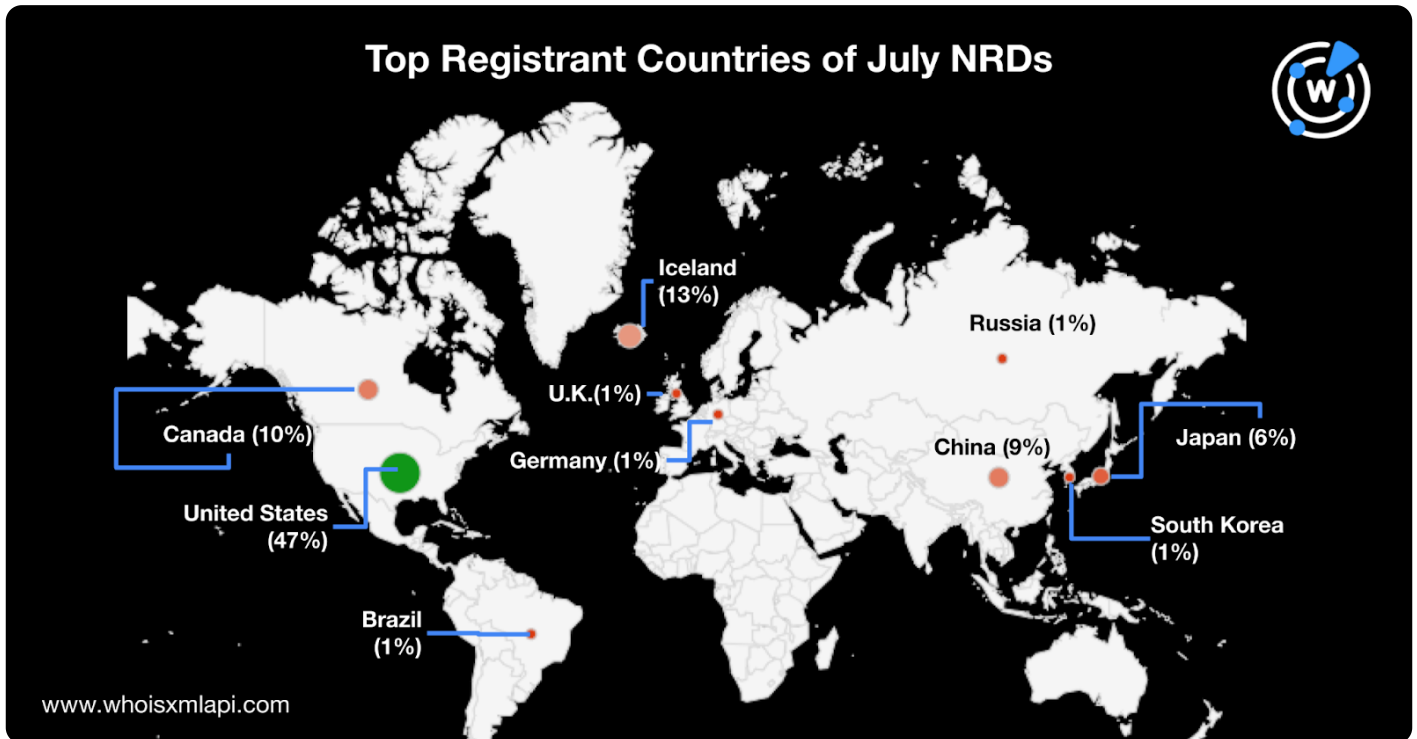 Top Registrant Countries of July NRDs
W
Iceland
(13%)
Russia (1%)
U.K.(1%)
Canada (10%)
Japan (6%)
China (9%)
Germany (1%)
United States
(47%)
South Korea
(1%)
Brazil
(1%)
www.whoisxmlapi.com